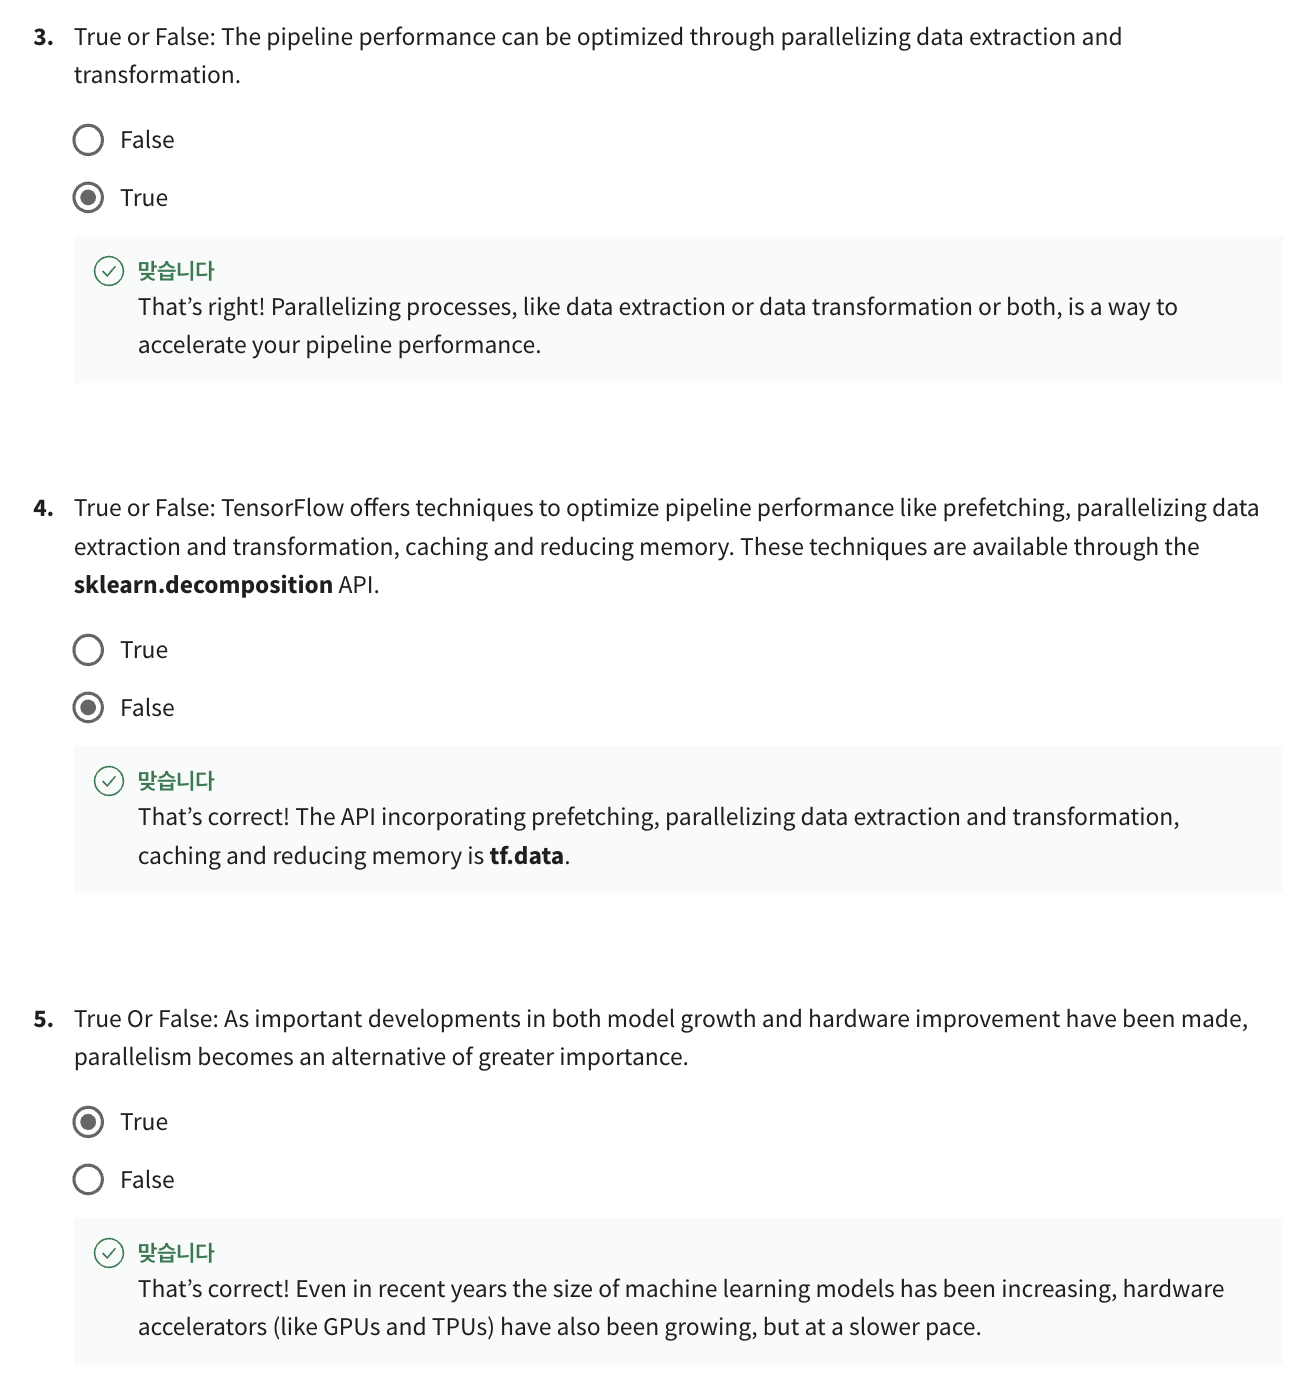 3. True or False: The pipeline performance can be optimized through parallelizing data extraction and
transformation.
False
True
맞습니다
That’s right! Parallelizing processes, like data extraction or data transformation or both, is a way to
accelerate your pipeline performance.
4. True or False: TensorFlow offers techniques to optimize pipeline performance like prefetching, parallelizing data
extraction and transformation, caching and reducing memory. These techniques are available through the
sklearn.decomposition API.
True
False
맞습니다
That’s correct! The API incorporating prefetching, parallelizing data extraction and transformation,
caching and reducing memory is tf.data.
5. True Or False: As important developments in both model growth and hardware improvement have been made,
parallelism becomes an alternative of greater importance.
True
False
맞습니다
That’s correct! Even in recent years the size of machine learning models has been increasing, hardware
accelerators (like GPUs and TPUs) have also been growing, but at a slower pace.